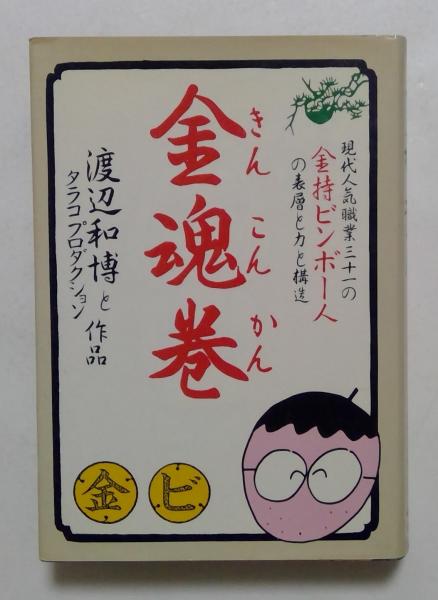 現代人気職業三十一の
金持ビンボー人
の表層と力と構造
金魂巻
きんこんかん
渡辺和博と
タラコプロダクション
作品
金
ビ